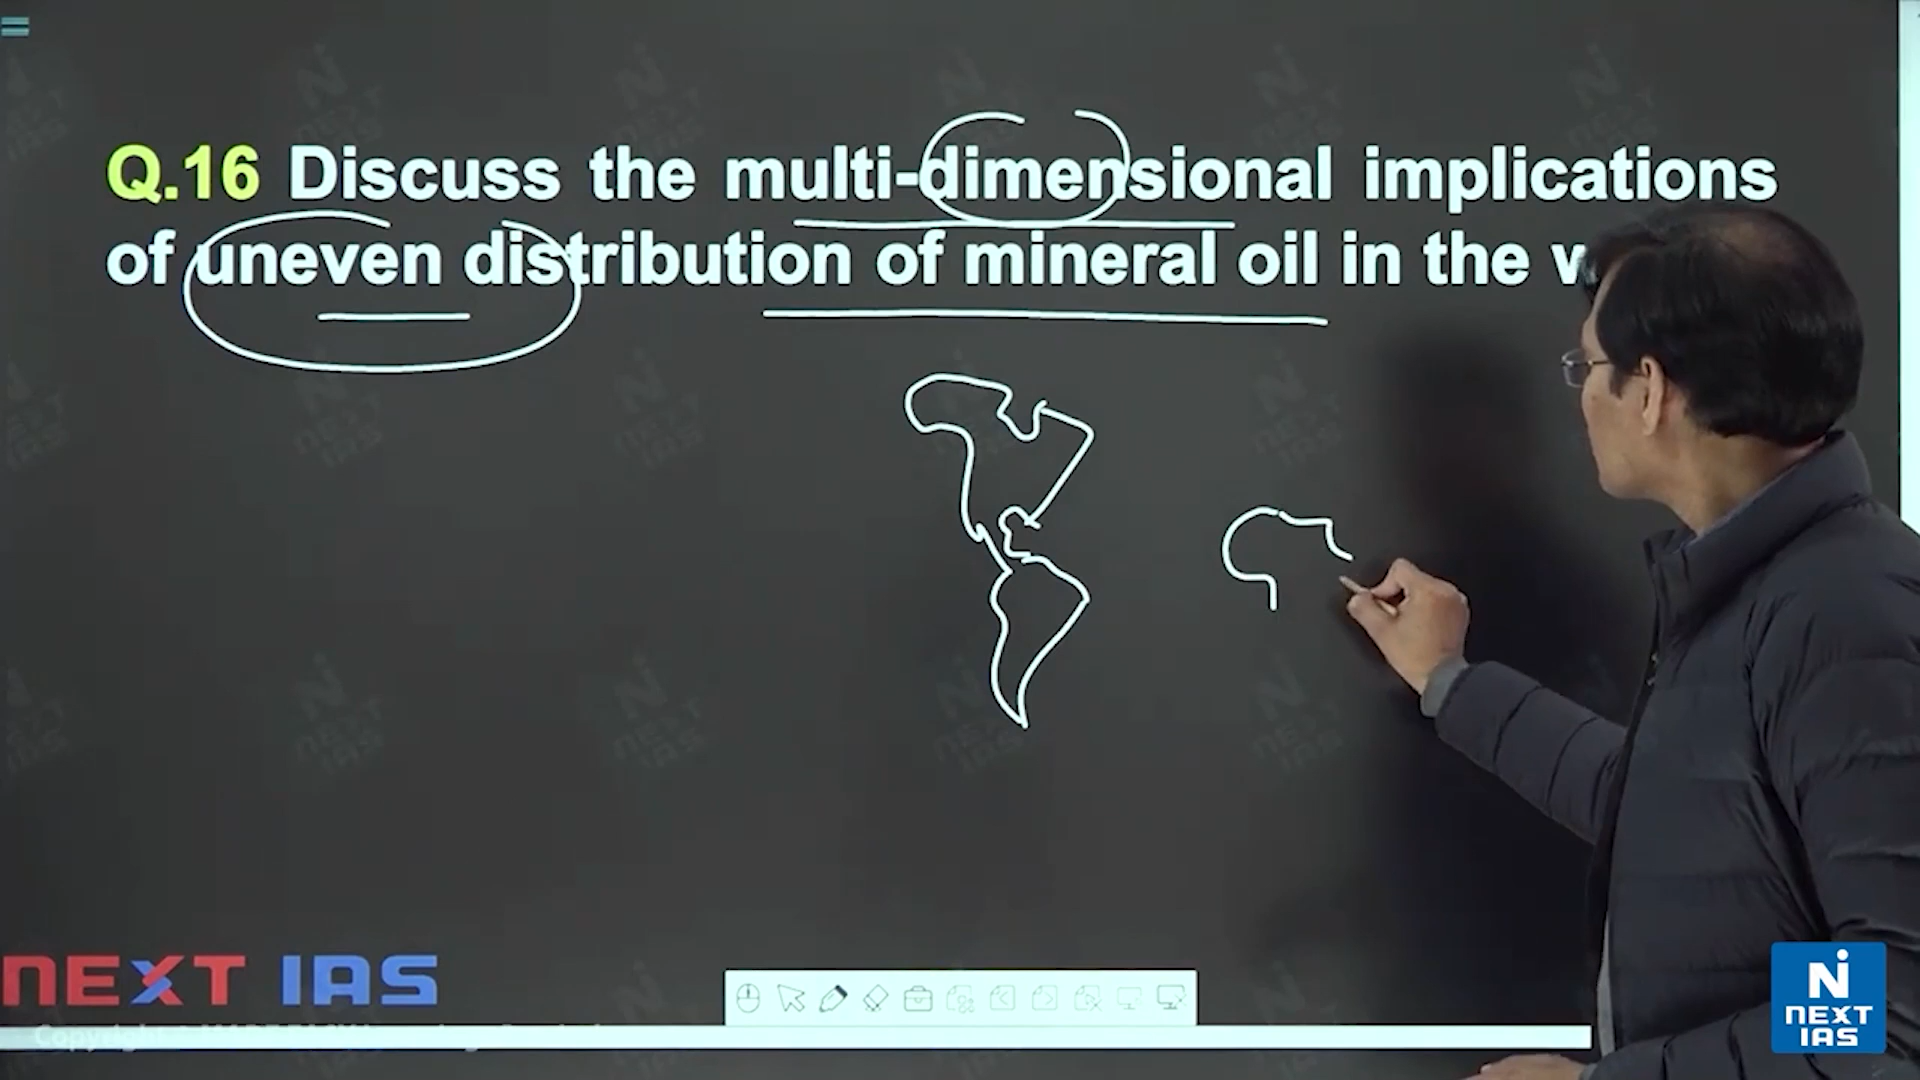 Q.16 Discuss the multi-dimensional implications
of uneven distribution of mineral oil in the
NEXT IAS
NEXT
IAS